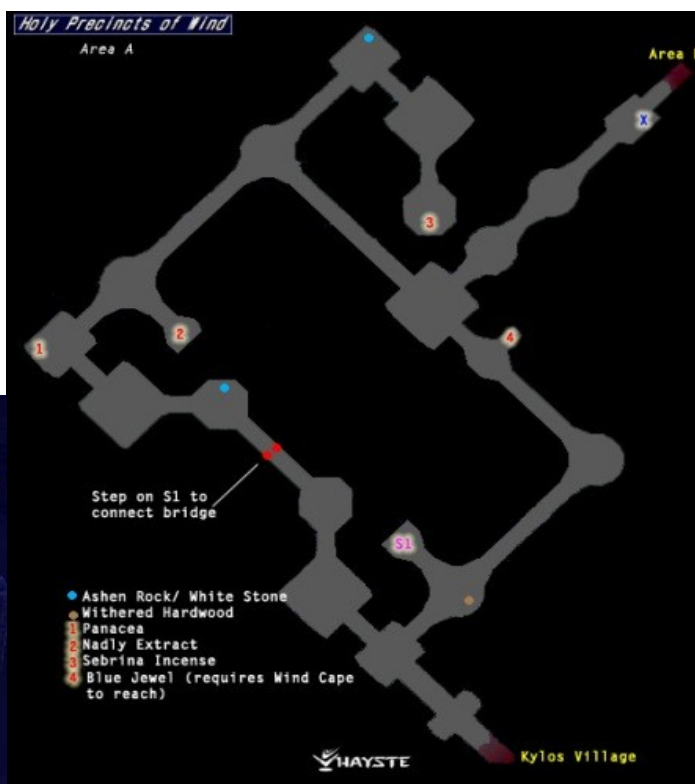 Holy Precincts of Wind
Area A
Area
X
3
4
2
1
Step on S1 to
connect bridge
S1
Ashen Rock/ White Stone
Withered Hardwood
1 Panacea
2 Nadly Extract
3 Sebrina Incense
4 Blue Jewel (requires Wind Cape
to reach)
HAYSTE
Kylos Village